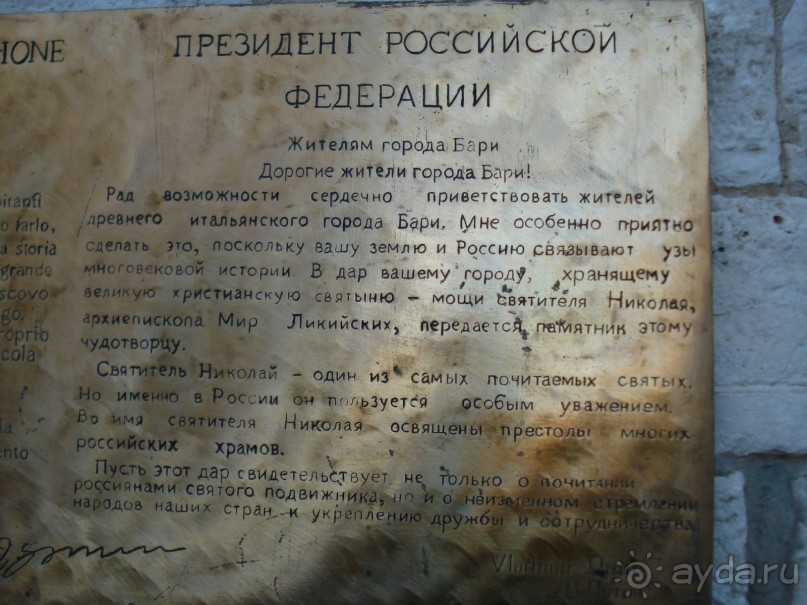 HONE
ПРЕЗИДЕНТ РОССИЙСКОЙ
ФЕДЕРАЦИИ
Жителям города Бари
Дорогие жители города Бари!
Рад возможности сердечно приветствовать жителей
древнего итальянского города Бари. Мне особенно приятно
сделать это, поскольку вашу землю и Россию связывают узы
многовековой истории. В дар вашему городу, хранящему
великую христианскую святыню – мощи святителя Николая,
архиепископа Мир Ликийских, передается памятник этому
чудотворцу.
Святитель Николай – один из самых почитаемых святых.
Но именно в России он пользуется особым уважением.
Во имя святителя Николая освящены престолы многих
российских храмов.
Пусть этот дар свидетельствует не только о почитании
россиянами святого подвижника, но и о неизменном стремлении
народов наших стран к укреплению дружбы и сотрудничества
Vladimir
В.Путин
bitanti
o farlo,
a storia
grande
scovo
go,
roprio
cola
ia
ento
ayda.ru